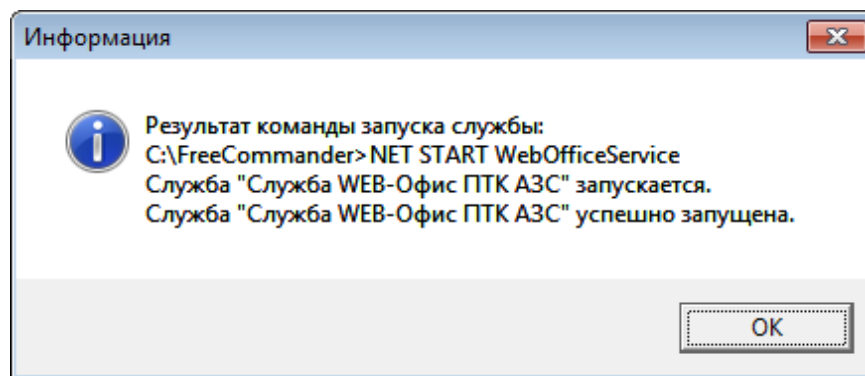 Информация
Результат команды запуска службы:
C:\FreeCommander>NET START WebOfficeService
Служба "Служба WEB-Офис ПТК АЗС" запускается.
Служба "Служба WEB-Офис ПТК АЗС" успешно запущена.
OK